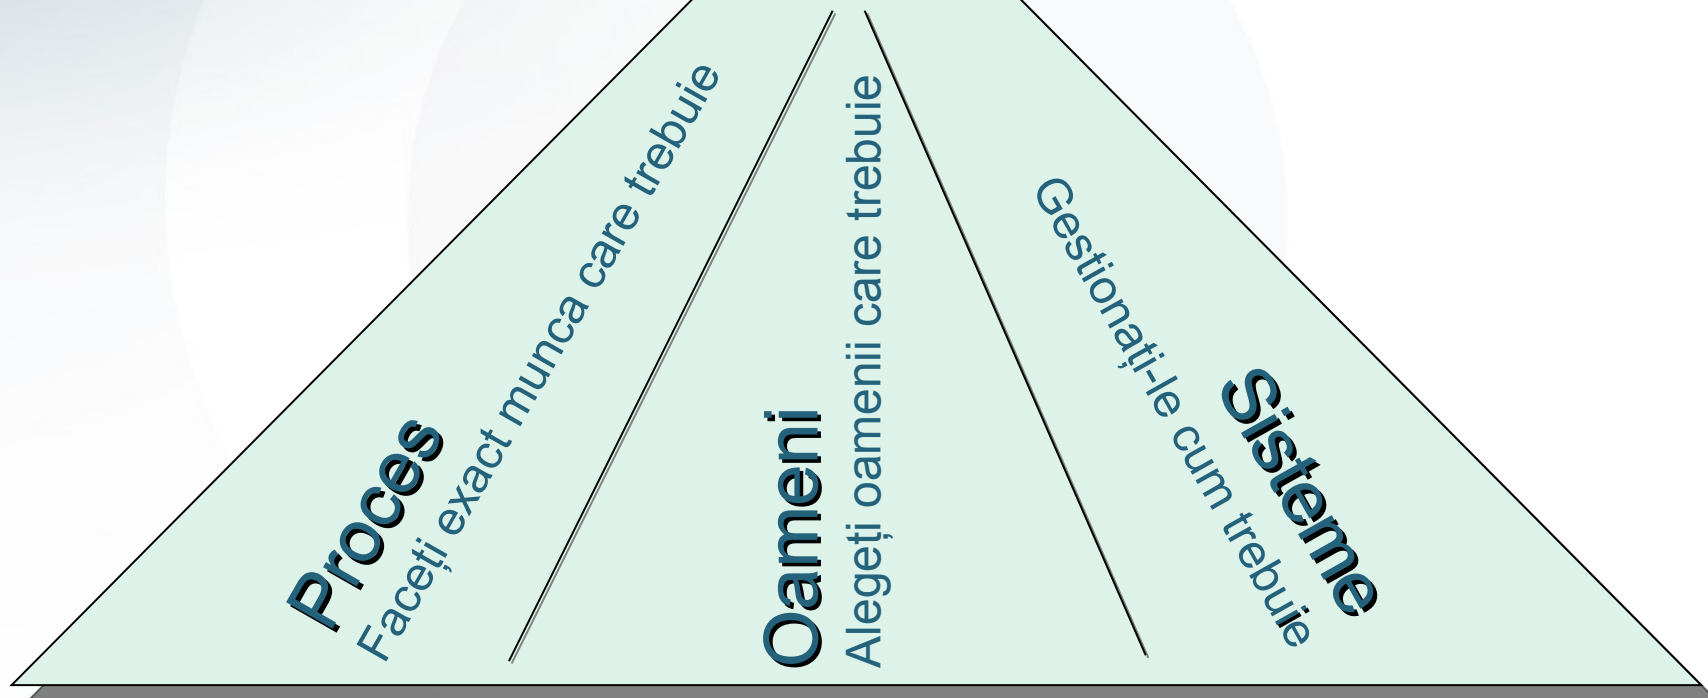 Proces
Faceți exact munca care trebuie
Oameni
Alegeți oamenii care trebuie
Gestionați-le cum trebuie
Sisteme